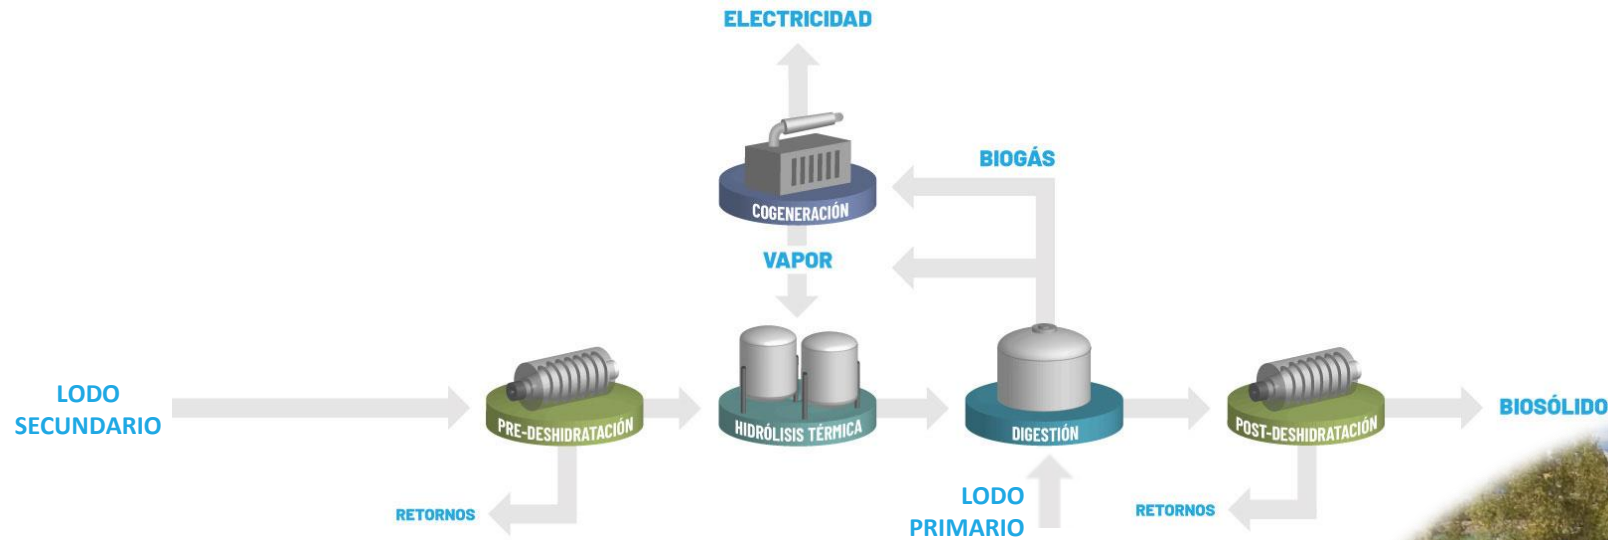 ELECTRICIDAD
BIOGÁS
COGENERACIÓN
VAPOR
LODO
SECUNDARIO
PRE-DESHIDRATACIÓN
HIDRÓLISIS TÉRMICA
DIGESTIÓN
POST-DESHIDRATACIÓN
BIOSÓLIDO
RETORNOS
LODO
PRIMARIO
RETORNOS